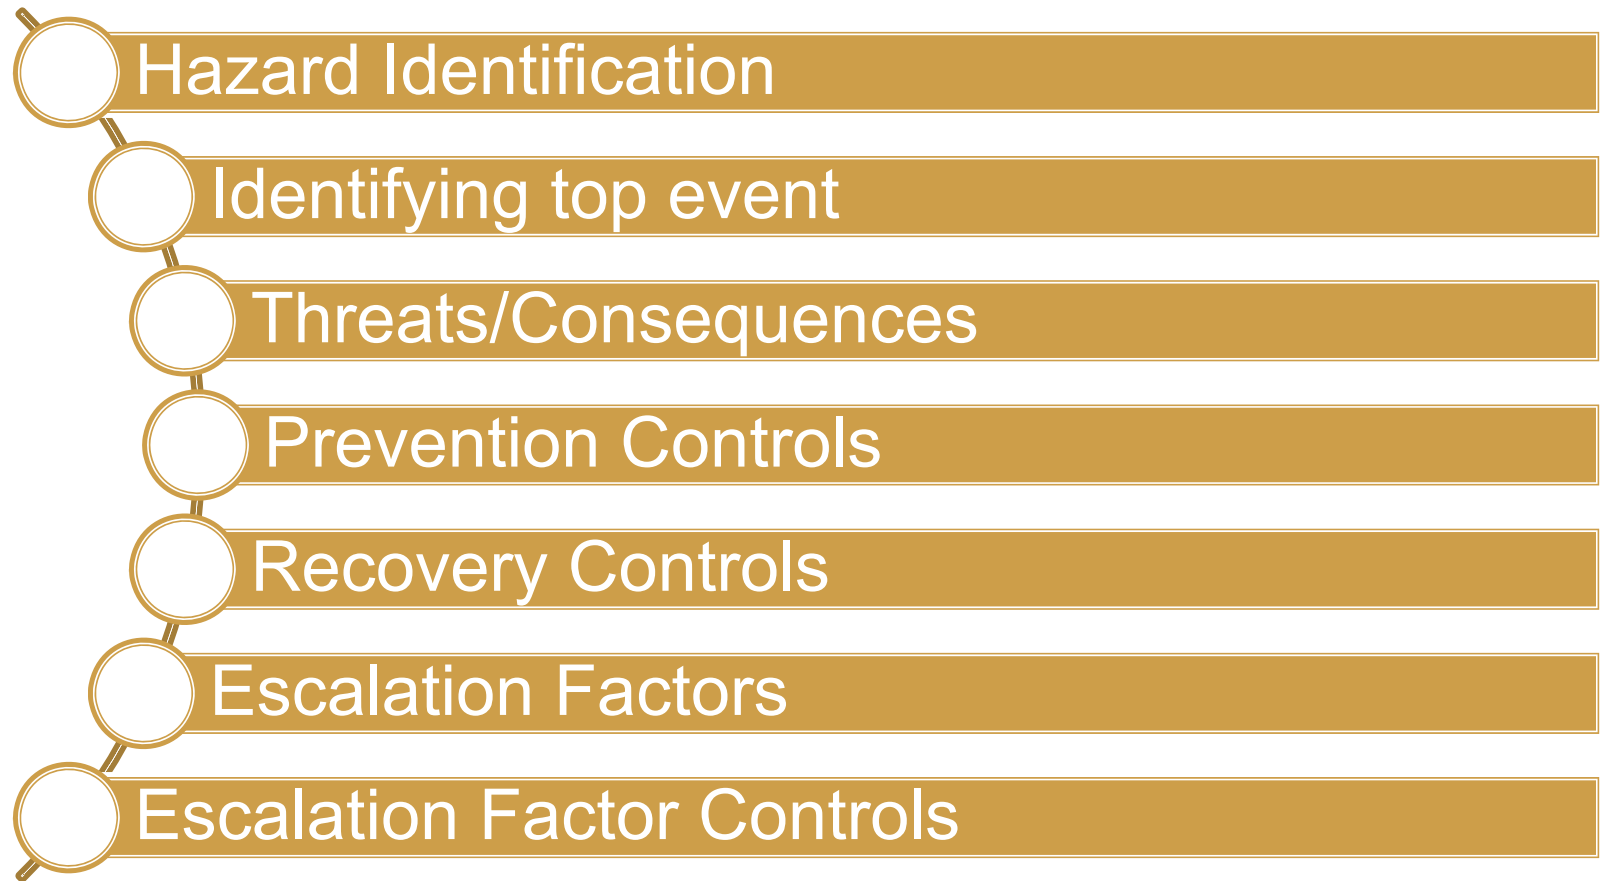 Hazard Identification
Identifying top event
Threats/Consequences
Prevention Controls
Recovery Controls
Escalation Factors
Escalation Factor Controls